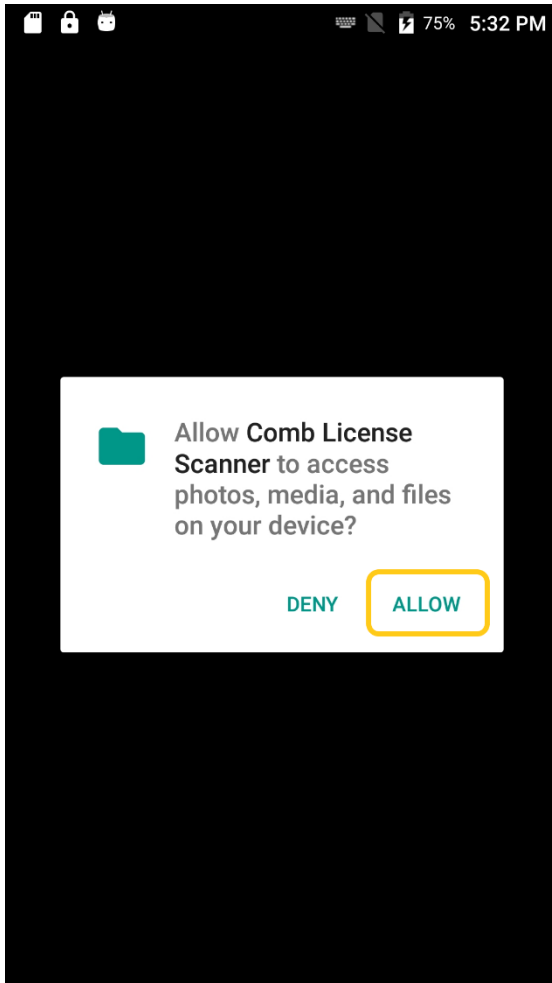 75% 5:32 PM
Allow Comb License
Scanner to access
photos, media, and files
on your device?
DENY ALLOW